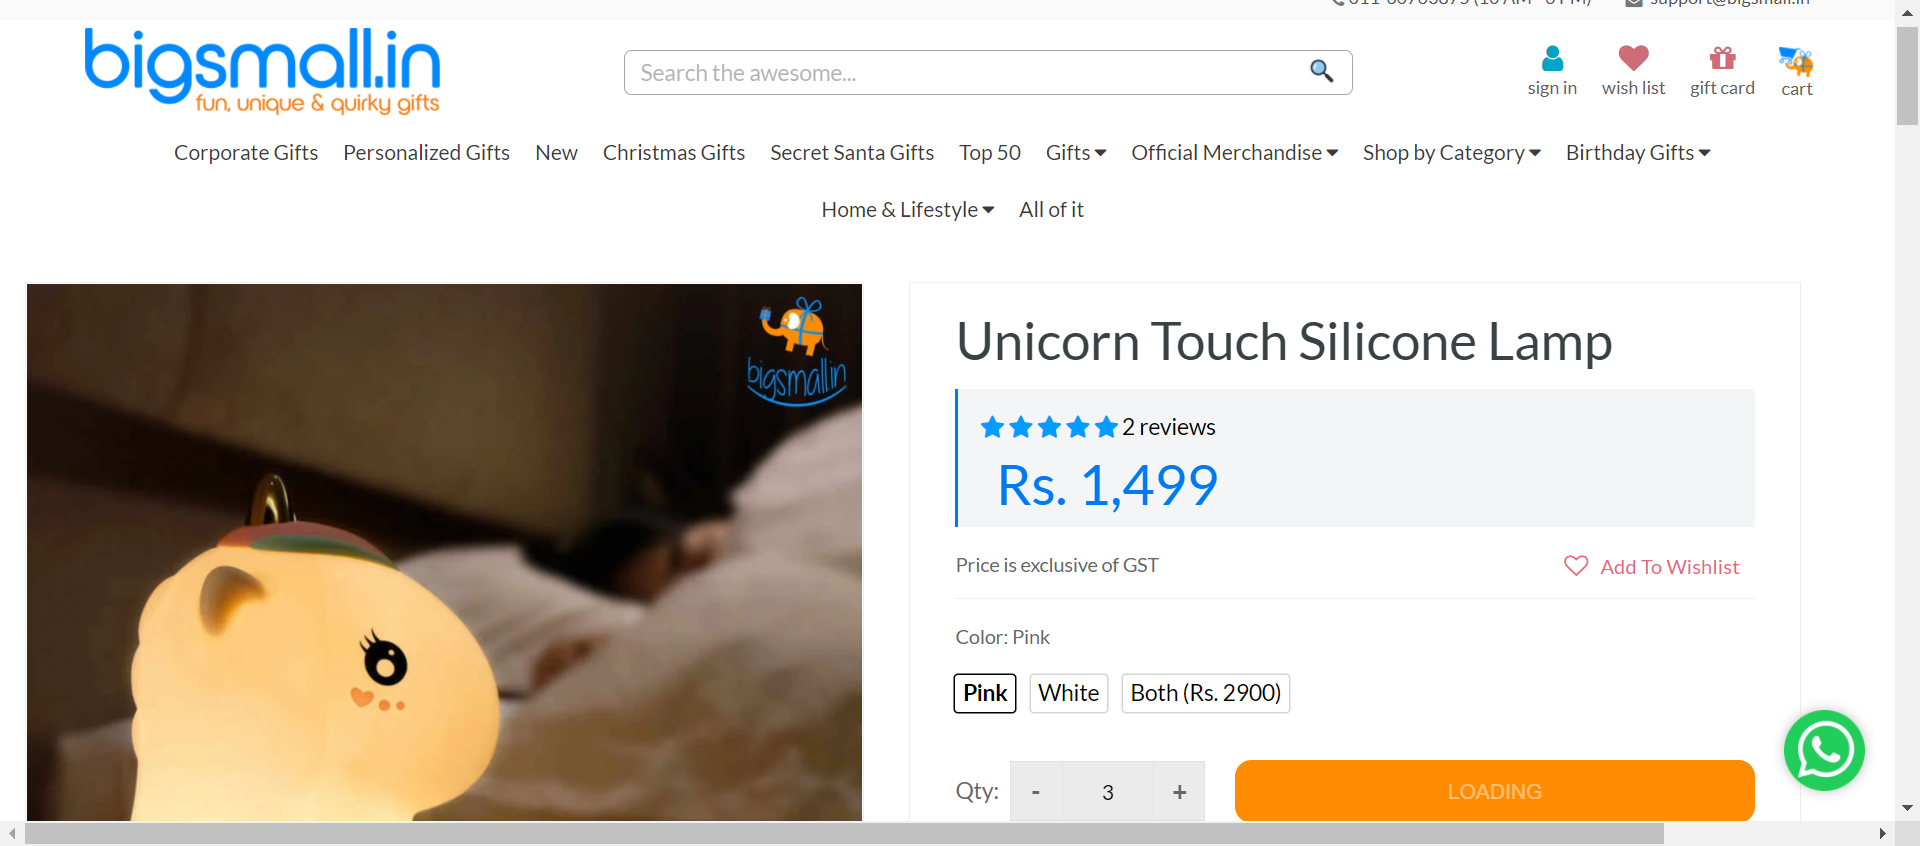 bigsmall.in
fun, unique & quirky gifts
Search the awesome...
sign in
wish list
gift card
cart
Corporate Gifts Personalized Gifts New Christmas Gifts Secret Santa Gifts Top 50 Gifts Official Merchandise Shop by Category Birthday Gifts
Home & Lifestyle All of it
bigsmall.in
Unicorn Touch Silicone Lamp
2 reviews
Rs. 1,499
Price is exclusive of GST
Add To Wishlist
Color: Pink
Pink White Both (Rs. 2900)
Qty: - 3 +
LOADING